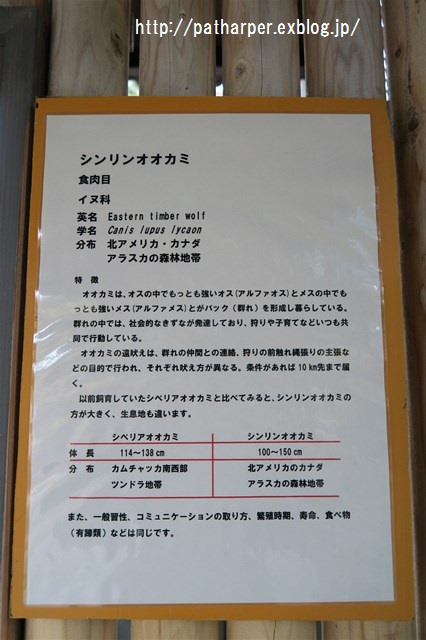 http://patharper.exblog.jp/
シンリンオオカミ
食肉目
イヌ科
英名 Eastern timber wolf
学名 Canis lupus lycaon
分布 北アメリカ・カナダ
アラスカの森林地帯
特 徴
オオカミは、オスの中でもっとも強いオス(アルファオス)とメスの中でも
っとも強いメス(アルファメス)とがパック(群れ)を形成し暮らしている。
群れの中では、社会的なきずなが発達しており、狩りや子育てなどいつも共
同で行動している。
オオカミの遠吠えは、群れの仲間との連絡、狩りの前触れ縄張りの主張な
どの目的で行われ、それぞれ吠え方が異なる。条件があれば10km先まで届
く。
以前飼育していたシベリアオオカミと比べてみると、シンリンオオカミの
方が大きく、生息地も違います。
シベリアオオカミ シンリンオオカミ
体 長 114～138㎝ 100～150㎝
分 布 カムチャッカ南西部 北アメリカのカナダ
ツンドラ地帯 アラスカの森林地帯
また、一般習性、コミュニケーションの取り方、繁殖時期、寿命、食べ物
(有蹄類)などは同じです。